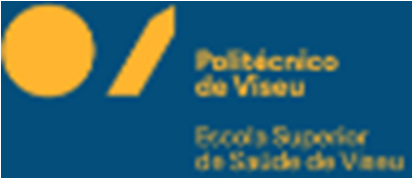 Politécnico
de Viseu
Escola Superior
de Saúde de Viseu